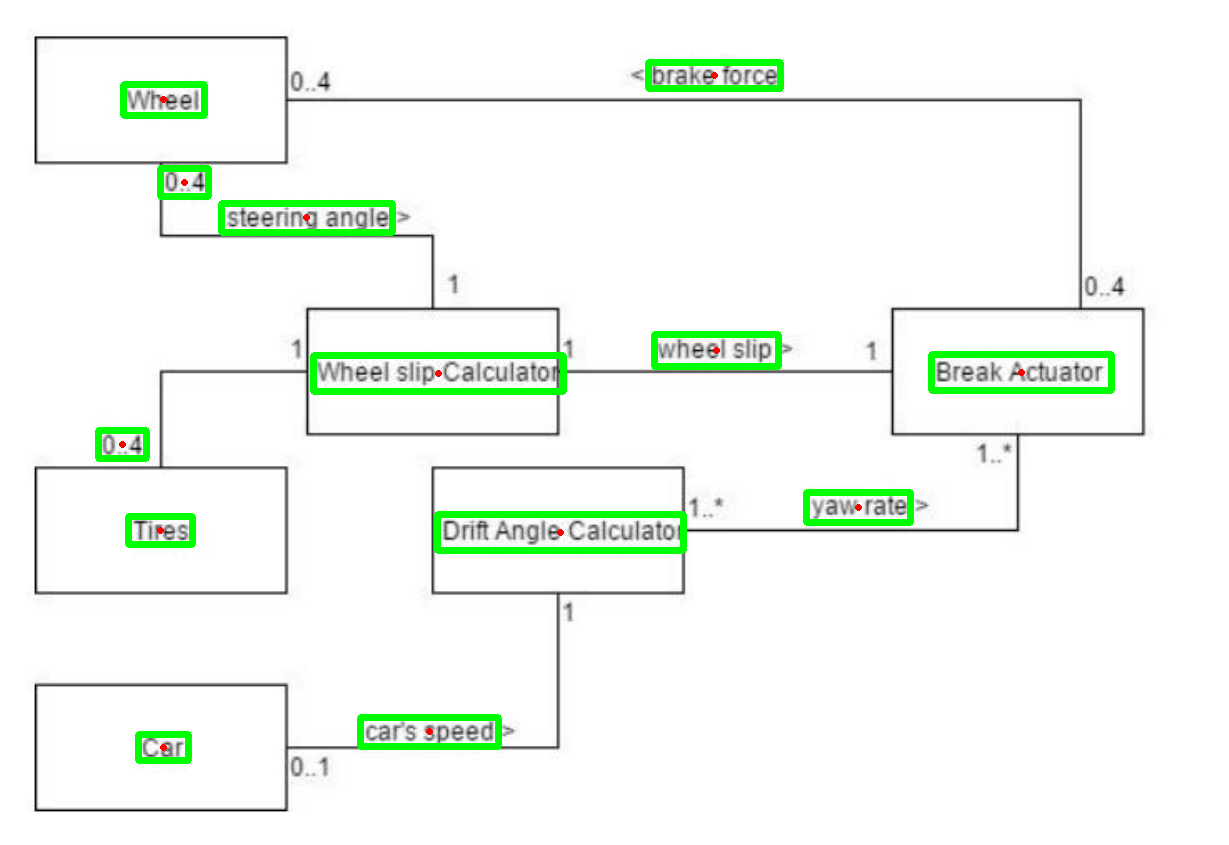 < brake force
0..4
Wheel
0..4
steering angle >
1
0..4
1
1
wheel slip >
1
Wheel slip Calculator
Break Actuator
0..4
1..*
1..*
yaw rate >
Tires
Drift Angle Calculator
1
car's speed >
Car
0..1